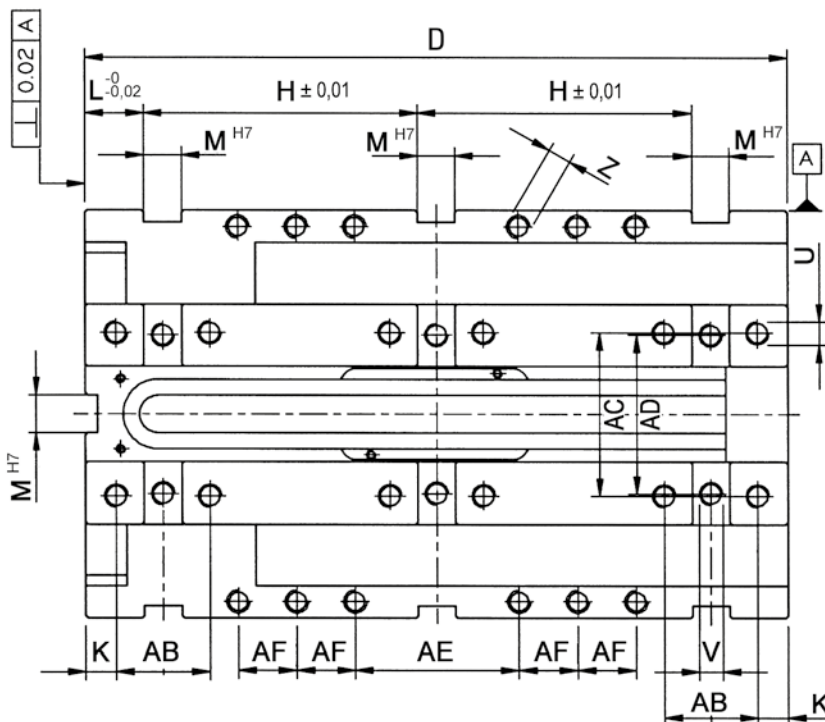 D
⊥ 0.02 A
L -0 -0,02
H ± 0,01
H ± 0,01
M H7
M H7
M H7
Z
A
U
AC
AD
M H7
K
AB
AF
AF
AE
AF
AF
V
AB
K